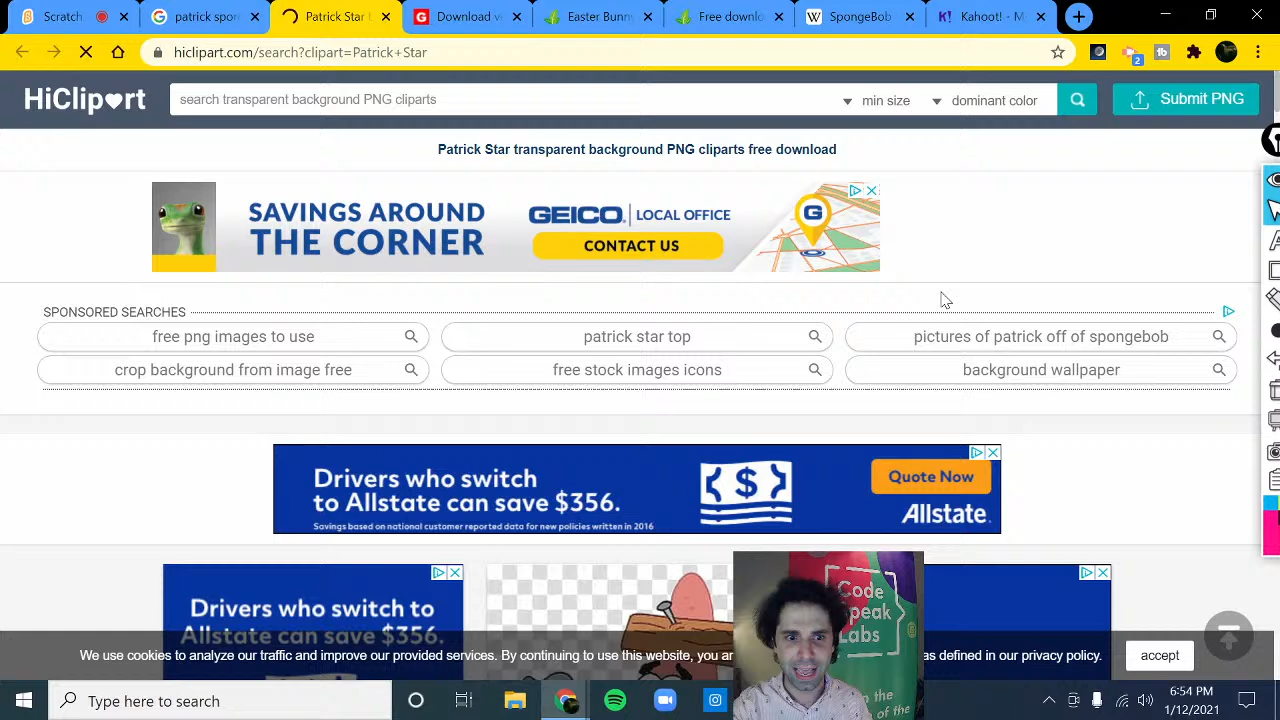 Scratch
patrick spor
Patrick Star t
Download v
Easter Bunn
Free downlo
SpongeBob
Kahoot! - M
hiclipart.com/search?clipart=Patrick+Star
2
HiClipart
search transparent background PNG cliparts
min size
dominant color
Submit PNG
Patrick Star transparent background PNG cliparts free download
SAVINGS AROUND
THE CORNER
GEICO. LOCAL OFFICE
CONTACT US
G
SPONSORED SEARCHES
free png images to use
patrick star top
pictures of patrick off of spongebob
crop background from image free
free stock images icons
background wallpaper
Drivers who switch
to Allstate can save $356.
Savings based on national customer reported data for new policies written in 2016
$
Quote Now
Allstate.
Drivers who switch to
Allstate can save $356.
Code
Speak
Labs
We use cookies to analyze our traffic and improve our provided services. By continuing to use this website, you
as defined in our privacy policy.
accept
n of the
Type here to search
6:54 PM
1/12/2021